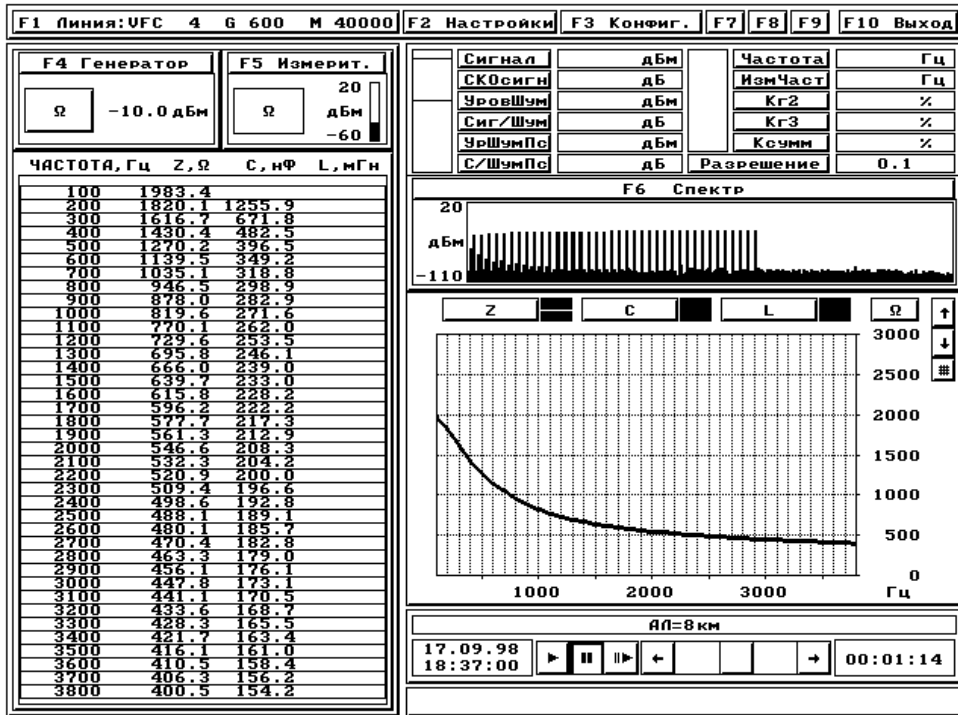 F1 Линия:VFC 4 G 600 M 40000 F2 Настройки F3 Конфиг. F7 F8 F9 F10 Выход
F4 Генератор F5 Измерит.
Ω -10.0 дБм Ω 20 дБм -60
Сигнал дБм Частота Гц
СКОсигн дБ ИзмЧаст Гц
УровШум дБм Кг2 %
Сиг/Шум дБ Кг3 %
УрШумПс дБм Ксумм %
С/ШумПс дБ Разрешение 0.1
ЧАСТОТА,Гц Z,Ω C,нФ L,мГн
100 1983.4
200 1820.1 1255.9
300 1616.7 671.8
400 1430.4 482.5
500 1270.2 396.5
600 1139.5 349.2
700 1035.1 318.8
800 946.5 298.9
900 878.0 282.9
1000 819.6 271.6
1100 770.1 262.0
1200 729.6 253.5
1300 695.8 246.1
1400 666.0 239.0
1500 639.7 233.0
1600 615.8 228.2
1700 596.2 222.2
1800 577.7 217.3
1900 561.3 212.9
2000 546.6 208.3
2100 532.3 204.2
2200 520.9 200.0
2300 509.4 196.6
2400 498.6 192.8
2500 488.1 189.1
2600 480.1 185.7
2700 470.4 182.8
2800 463.3 179.0
2900 456.1 176.1
3000 447.8 173.1
3100 441.1 170.5
3200 433.6 168.7
3300 428.3 165.5
3400 421.7 163.4
3500 416.1 161.0
3600 410.5 158.4
3700 406.3 156.2
3800 400.5 154.2
F6 Спектр
20
дБм
-110
Z C L Ω
3000
2500
2000
1500
1000
500
0
1000 2000 3000 Гц
АЛ=8км
17.09.98
18:37:00
00:01:14